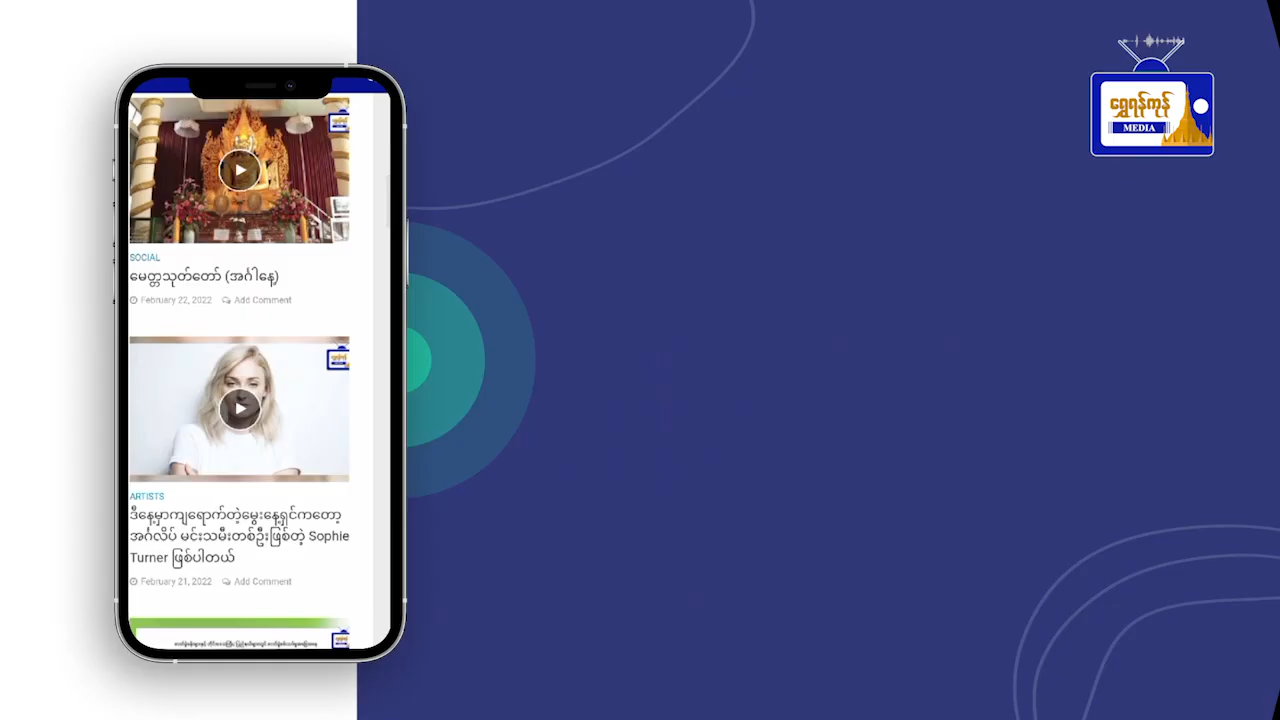 ရွှေရန်ကုန်
MEDIA
SOCIAL
မေတ္တသုတ်တော် (အင်္ဂါနေ့)
February 22, 2022 Add Comment
ARTISTS
ဒီနေ့မှာကျရောက်တဲ့မွေးနေ့ရှင်ကတော့
အင်္ဂလိပ် မင်းသမီးတစ်ဦးဖြစ်တဲ့ Sophie
Turner ဖြစ်ပါတယ်
February 21, 2022 Add Comment